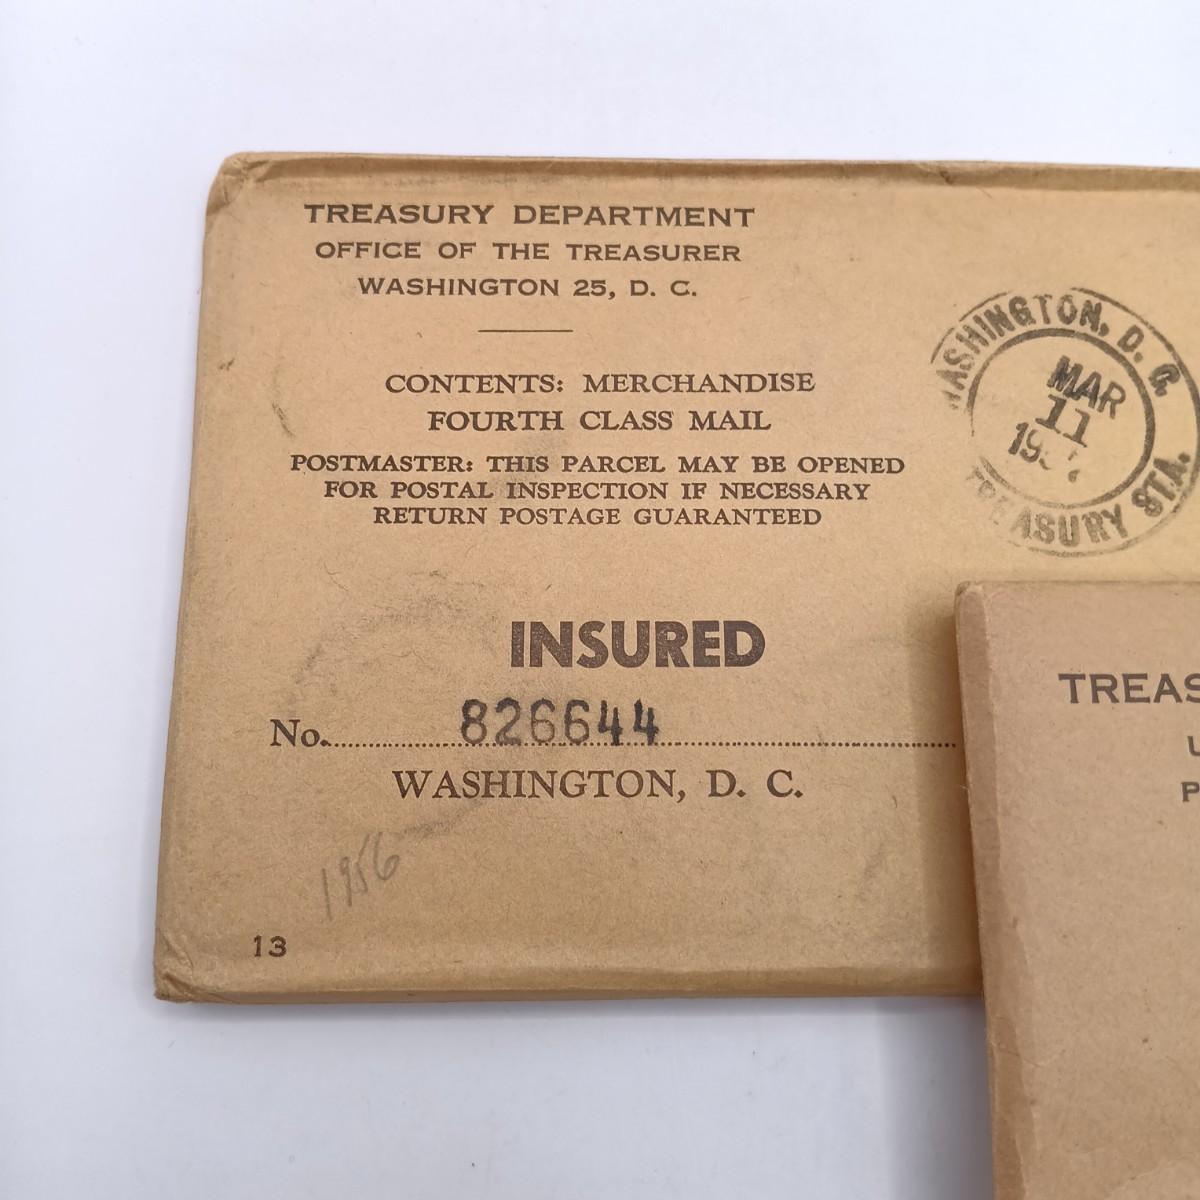 TREASURY DEPARTMENT
OFFICE OF THE TREASURER
WASHINGTON 25, D. C.
CONTENTS: MERCHANDISE
FOURTH CLASS MAIL
POSTMASTER: THIS PARCEL MAY BE OPENED
FOR POSTAL INSPECTION IF NECESSARY
RETURN POSTAGE GUARANTEED
WASHINGTON, D. C.
MAR
11
TREASURY STA.
INSURED
No. 826644
WASHINGTON, D. C.
1956
13
TREAS
U
P